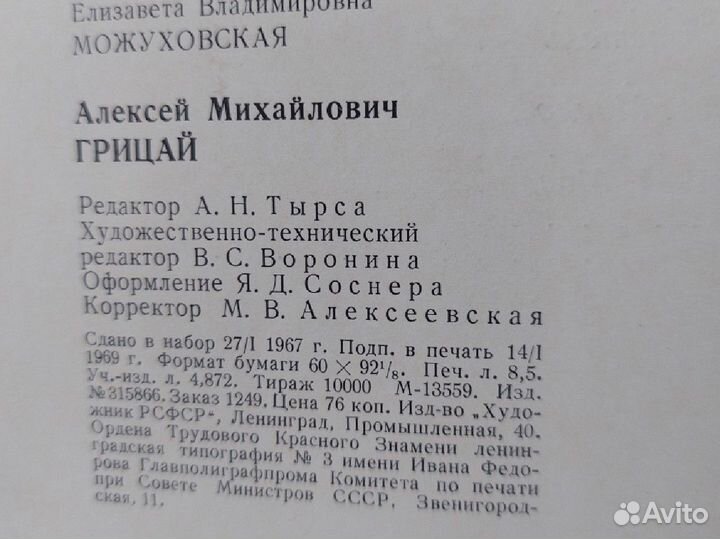 Елизавета Владимировна
МОЖУХОВСКАЯ
Алексей Михайлович
ГРИЦАЙ
Редактор А. Н. Тырса
Художественно-технический
редактор В. С. Воронина
Оформление Я. Д. Соснера
Корректор М. В. Алексеевская
Сдано в набор 27/I 1967 г. Подп. в печать 14/I
1969 г. Формат бумаги 60 × 92¹/₈. Печ. л. 8,5.
Уч.-изд. л. 4,872. Тираж 10000 М-13559. Изд.
№315866. Заказ 1249. Цена 76 коп. Изд-во „Худо-
жник РСФСР“, Ленинград, Промышленная, 40.
Ордена Трудового Красного Знамени ленин-
градская типография № 3 имени Ивана Федо-
рова Главполиграфпрома Комитета по печати
при Совете Министров СССР, Звенигород-
ская, 11.
Avito